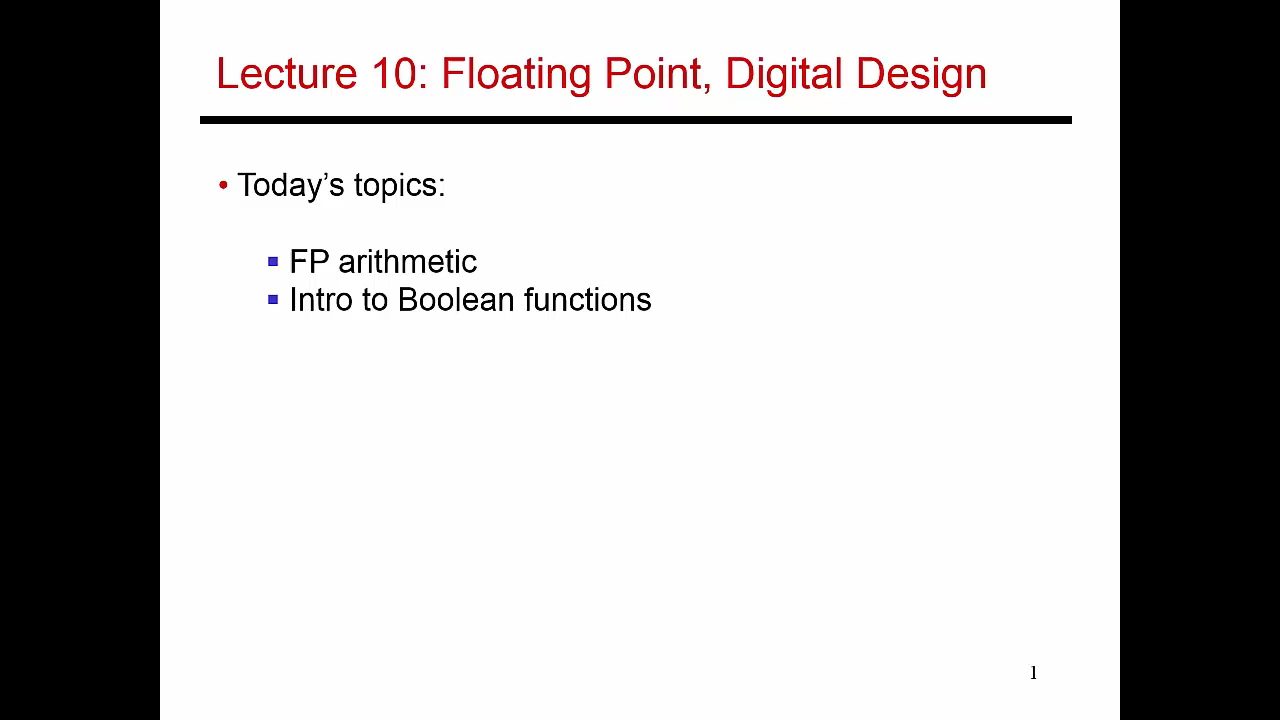 Lecture 10: Floating Point, Digital Design
• Today’s topics:
▪ FP arithmetic
▪ Intro to Boolean functions
1